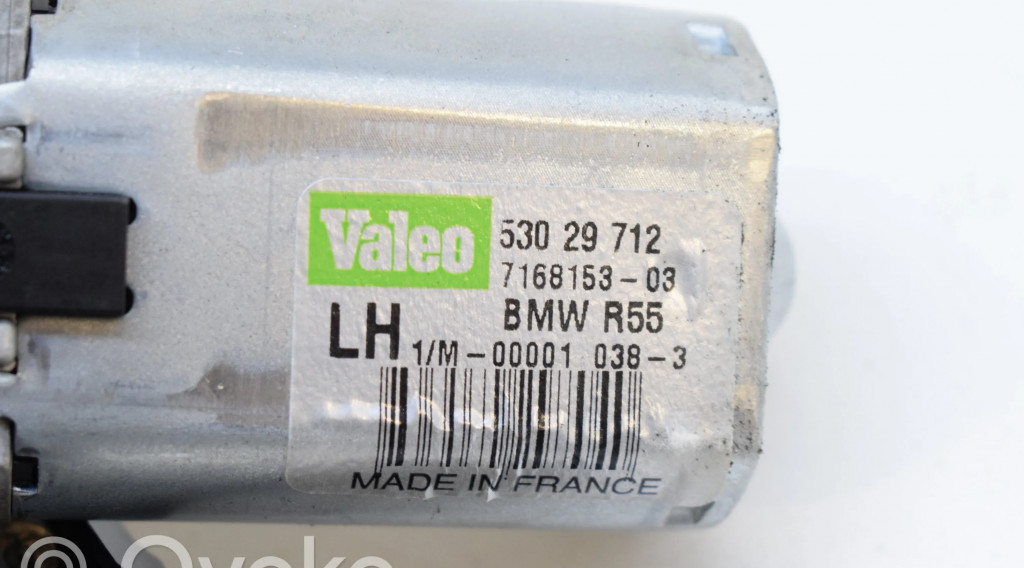 Valeo
530 29 712
7168153-03
LH
BMW R55
1/M-00001 038-3
MADE IN FRANCE